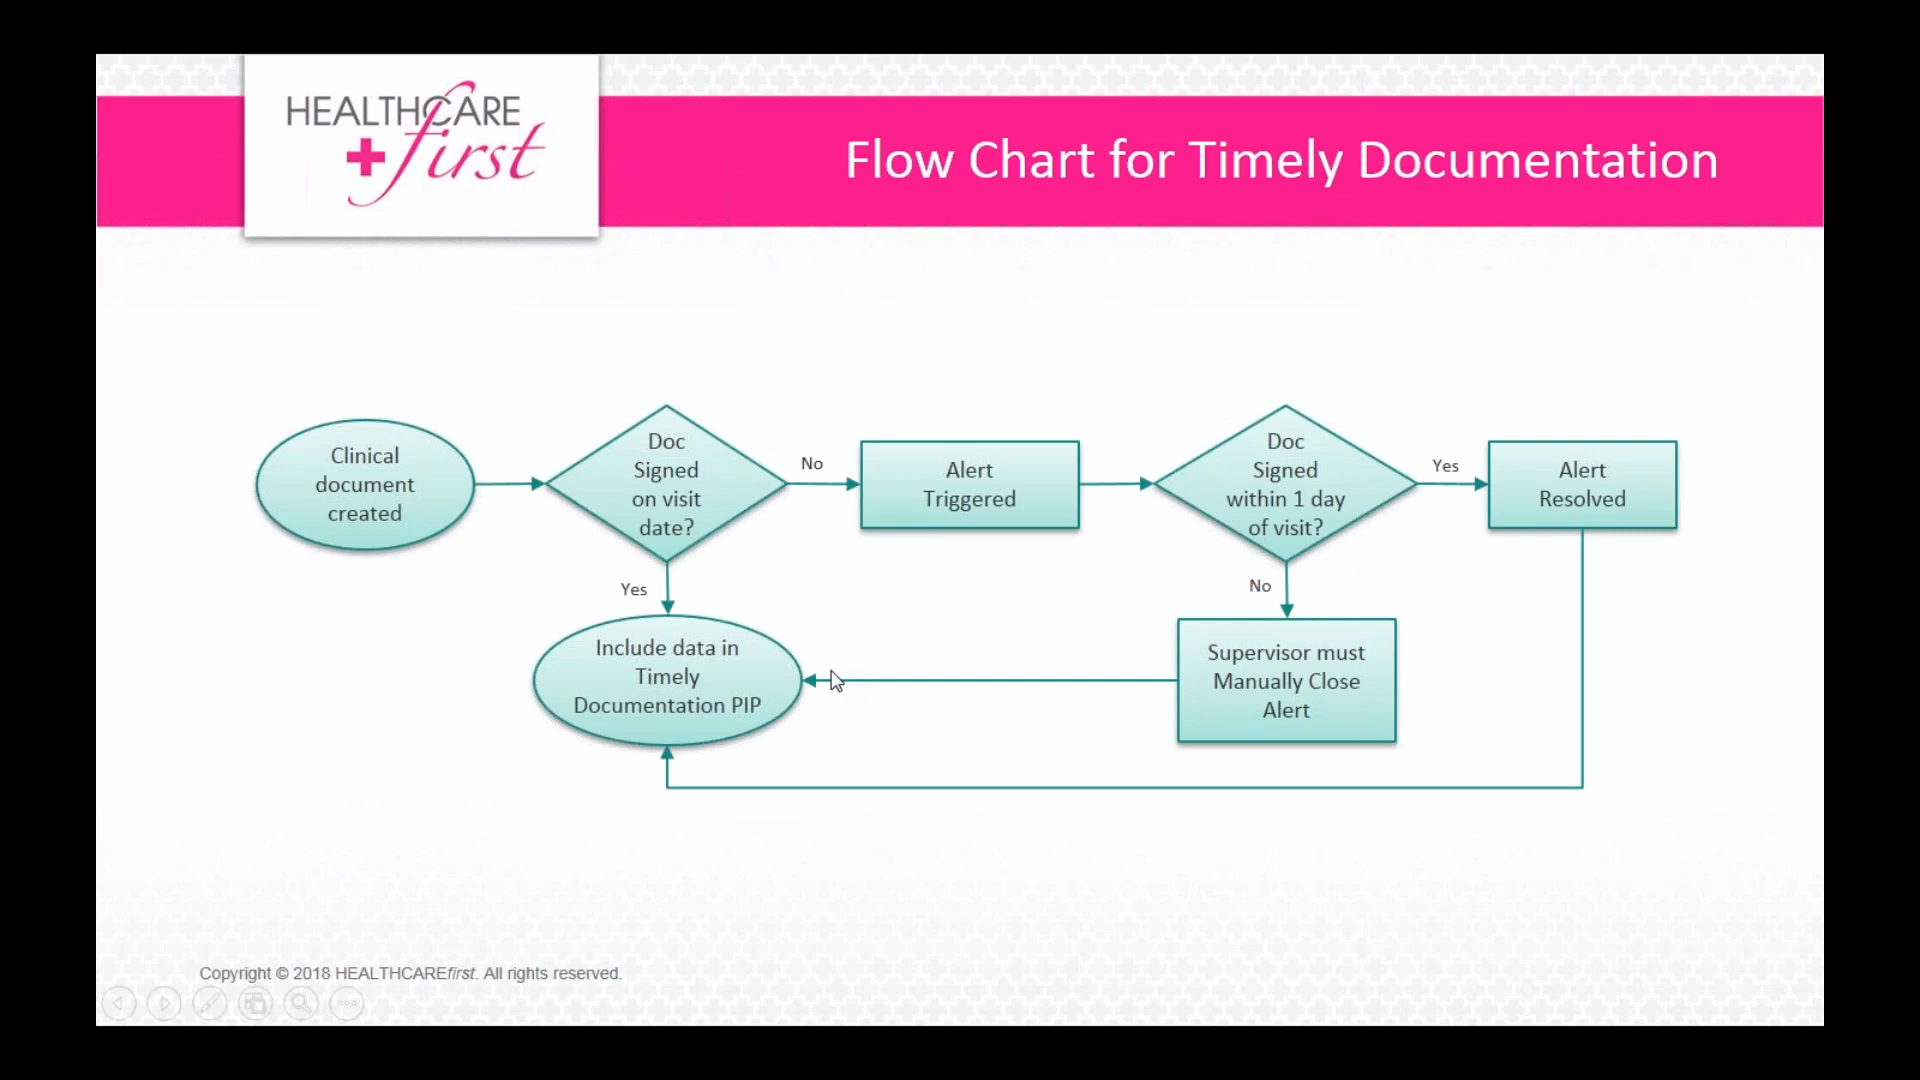 HEALTHCARE
first
Flow Chart for Timely Documentation
Clinical
document
created
Doc
Signed
on visit
date?
No
Alert
Triggered
Doc
Signed
within 1 day
of visit?
Yes
Alert
Resolved
Yes
No
Include data in
Timely
Documentation PIP
Supervisor must
Manually Close
Alert
Copyright © 2018 HEALTHCAREfirst. All rights reserved.